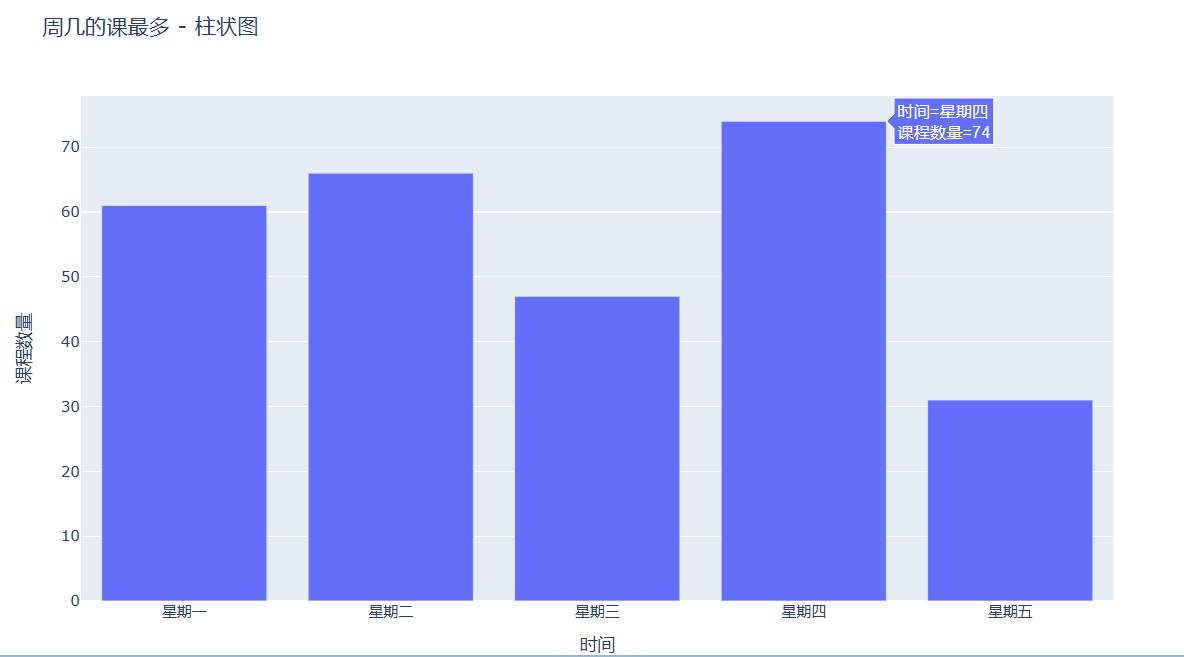 周几的课最多 - 柱状图
时间=星期四
课程数量=74
70
60
50
40
30
20
10
0
课程数量
星期一
星期二
星期三
星期四
星期五
时间